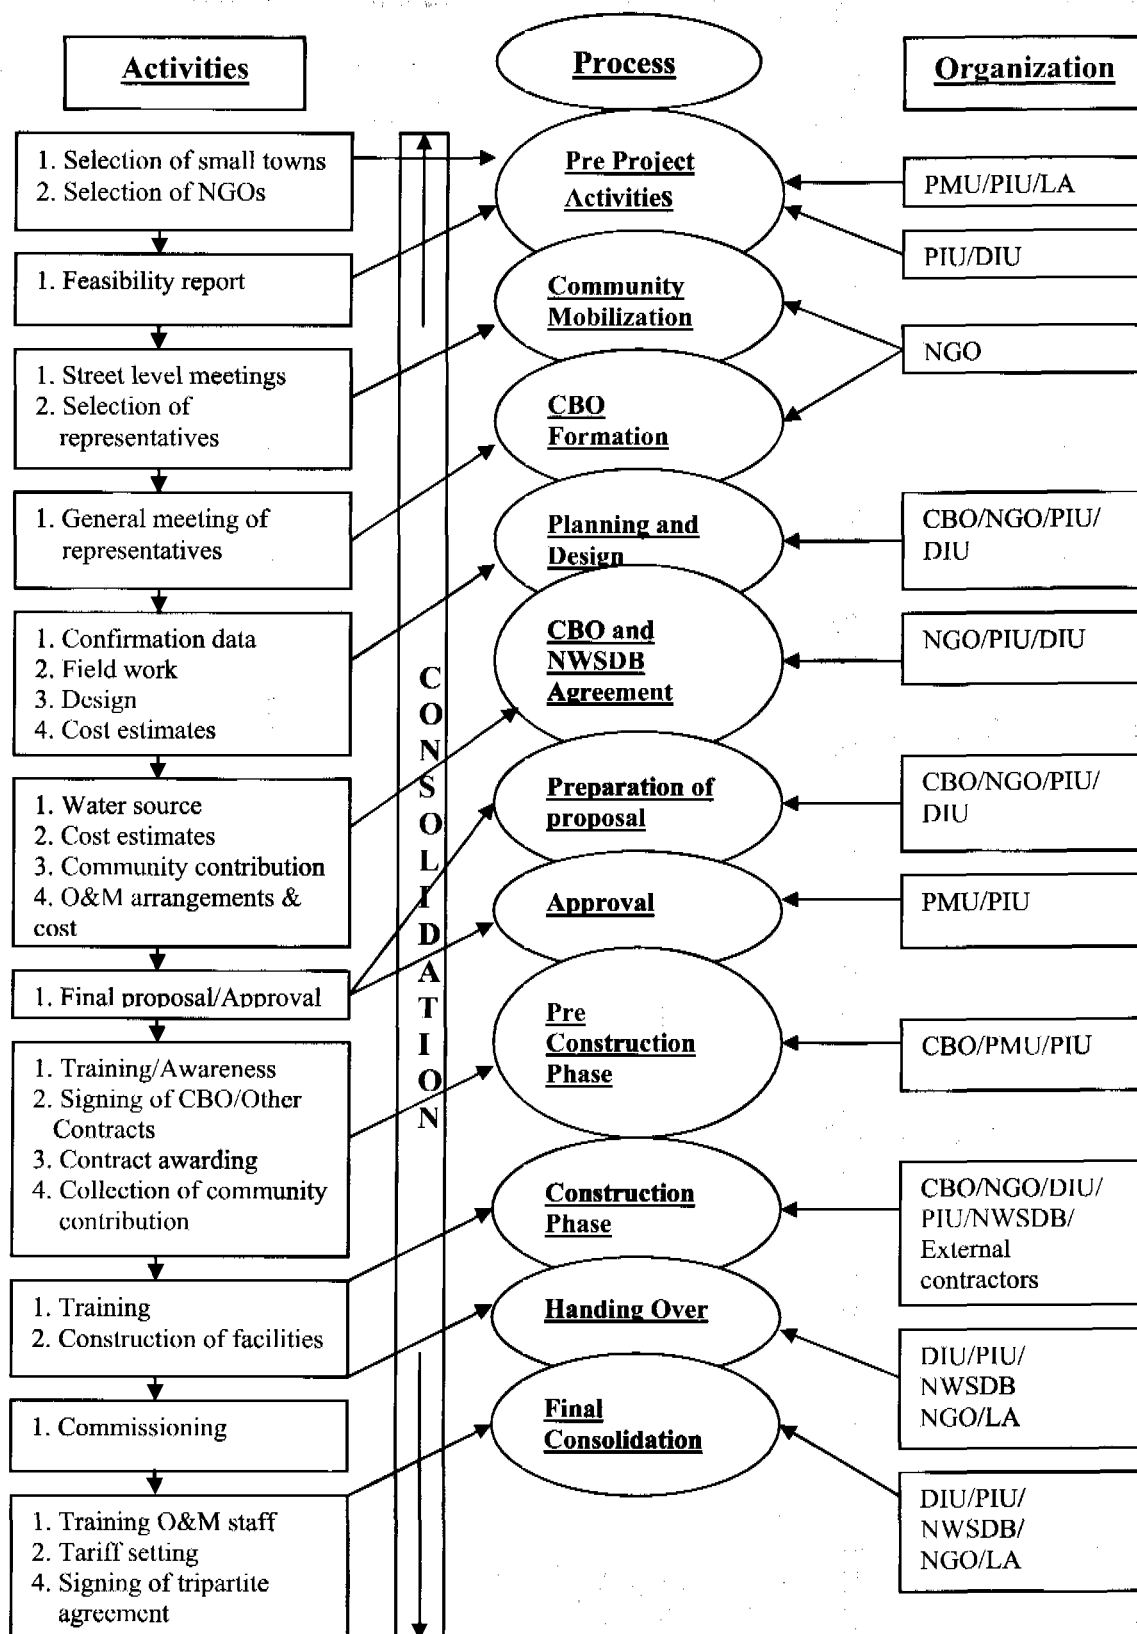 Activities
1. Selection of small towns
2. Selection of NGOs
1. Feasibility report
1. Street level meetings
2. Selection of
representatives
1. General meeting of
representatives
1. Confirmation data
2. Field work
3. Design
4. Cost estimates
1. Water source
2. Cost estimates
3. Community contribution
4. O&M arrangements &
cost
1. Final proposal/Approval
1. Training/Awareness
2. Signing of CBO/Other
Contracts
3. Contract awarding
4. Collection of community
contribution
1. Training
2. Construction of facilities
1. Commissioning
1. Training O&M staff
2. Tariff setting
4. Signing of tripartite
agreement
CONSOLIDATION
Process
Pre Project
Activities
Community
Mobilization
CBO
Formation
Planning and
Design
CBO and
NWSDB
Agreement
Preparation of
proposal
Approval
Pre
Construction
Phase
Construction
Phase
Handing Over
Final
Consolidation
Organization
PMU/PIU/LA
PIU/DIU
NGO
CBO/NGO/PIU/
DIU
NGO/PIU/DIU
CBO/NGO/PIU/
DIU
PMU/PIU
CBO/PMU/PIU
CBO/NGO/DIU/
PIU/NWSDB/
External
contractors
DIU/PIU/
NWSDB
NGO/LA
DIU/PIU/
NWSDB/
NGO/LA